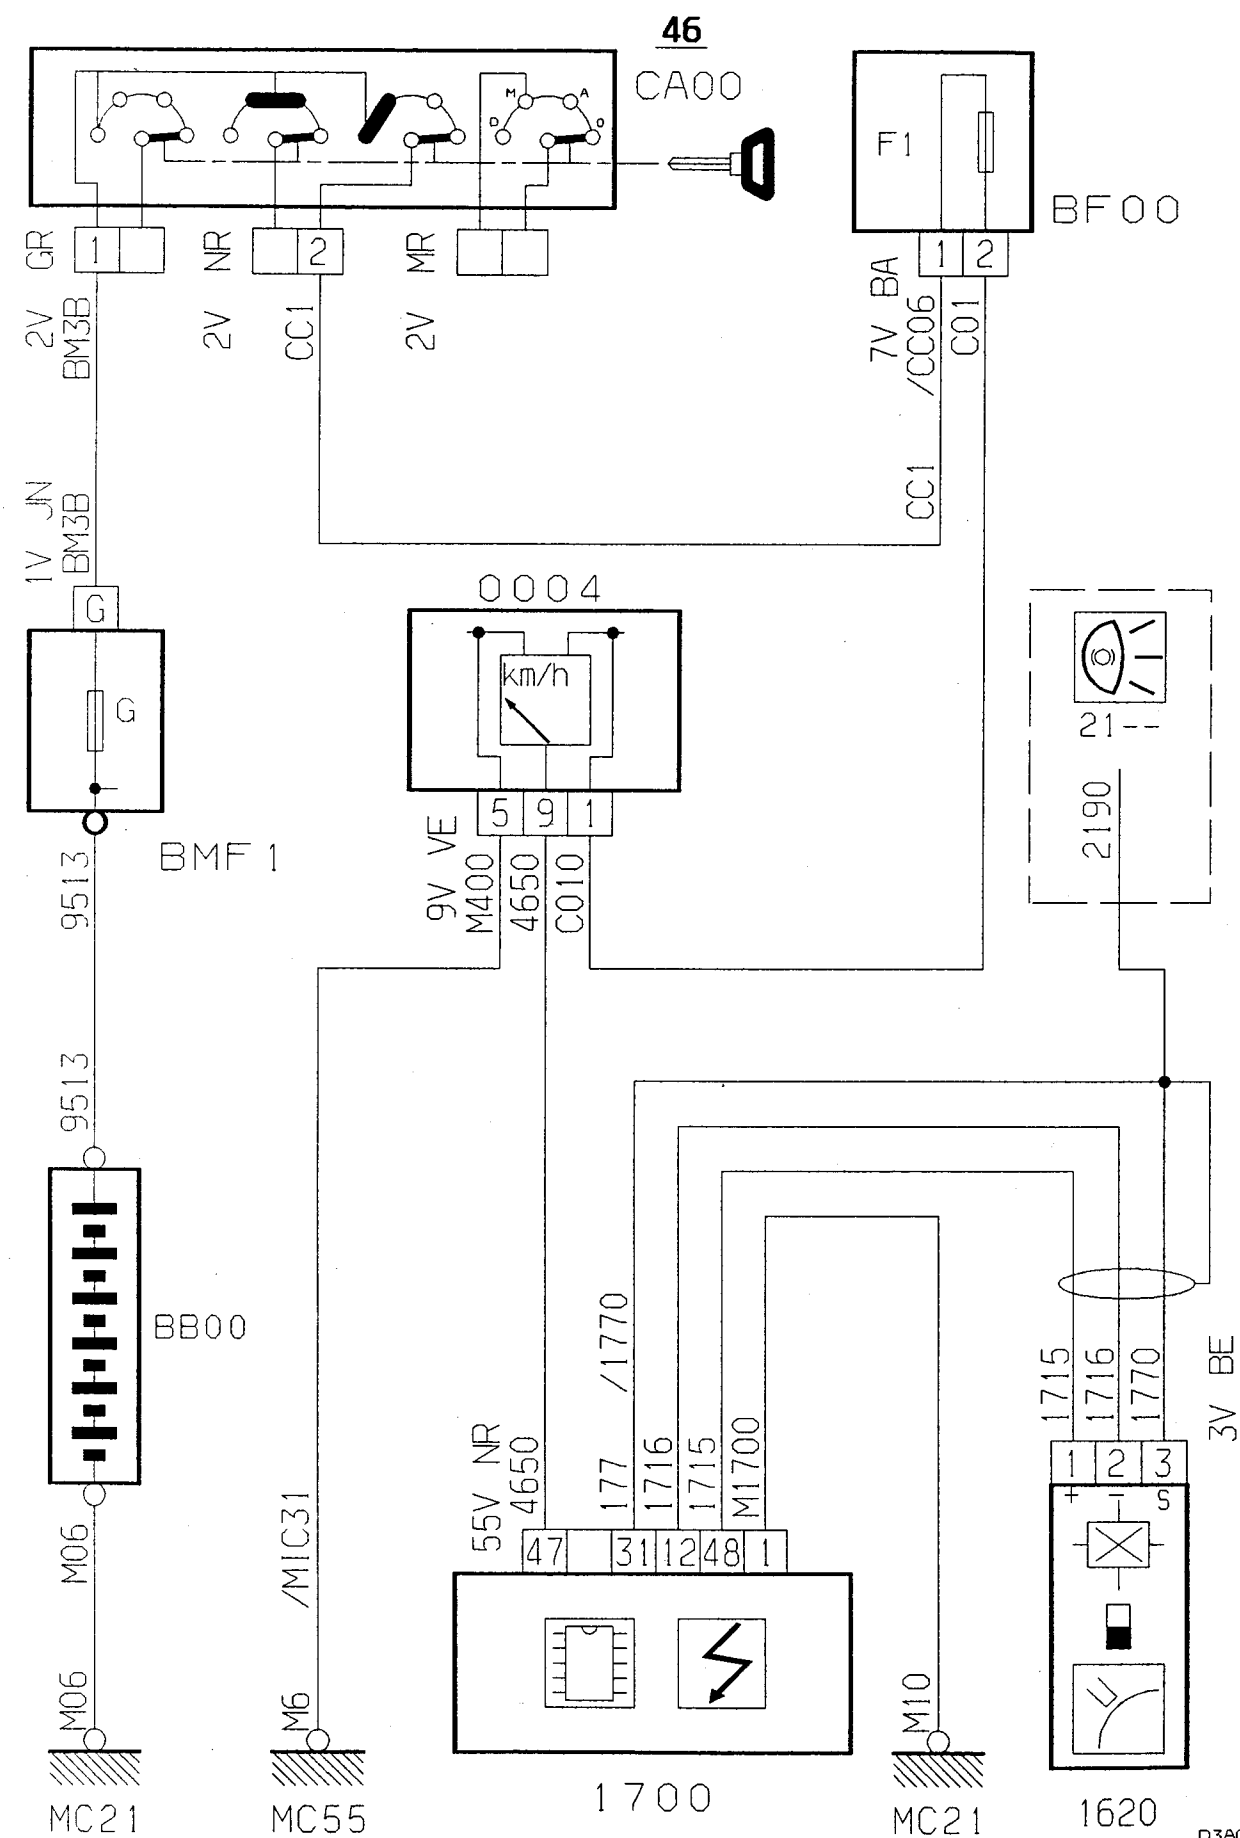 46
CA00
M A
D D
F1
BF00
1
2
1 2
GR
NR
MR
BA
2V
BM3B
2V
CC1
2V
7V
/CC06
C01
CC1
1V JN
BM3B
G
0004
km/h
G
21--
2190
5 9 1
BMF1
9V VE
M400
4650
C010
9513
9513
BB00
/1770
1715
1716
1770
3V BE
55V NR
4650
177
1716
1715
M1700
1 2 3
+ - S
47 31 12 48 1
M06
/MIC31
M06
M6
M10
MC21
MC55
1700
MC21
1620